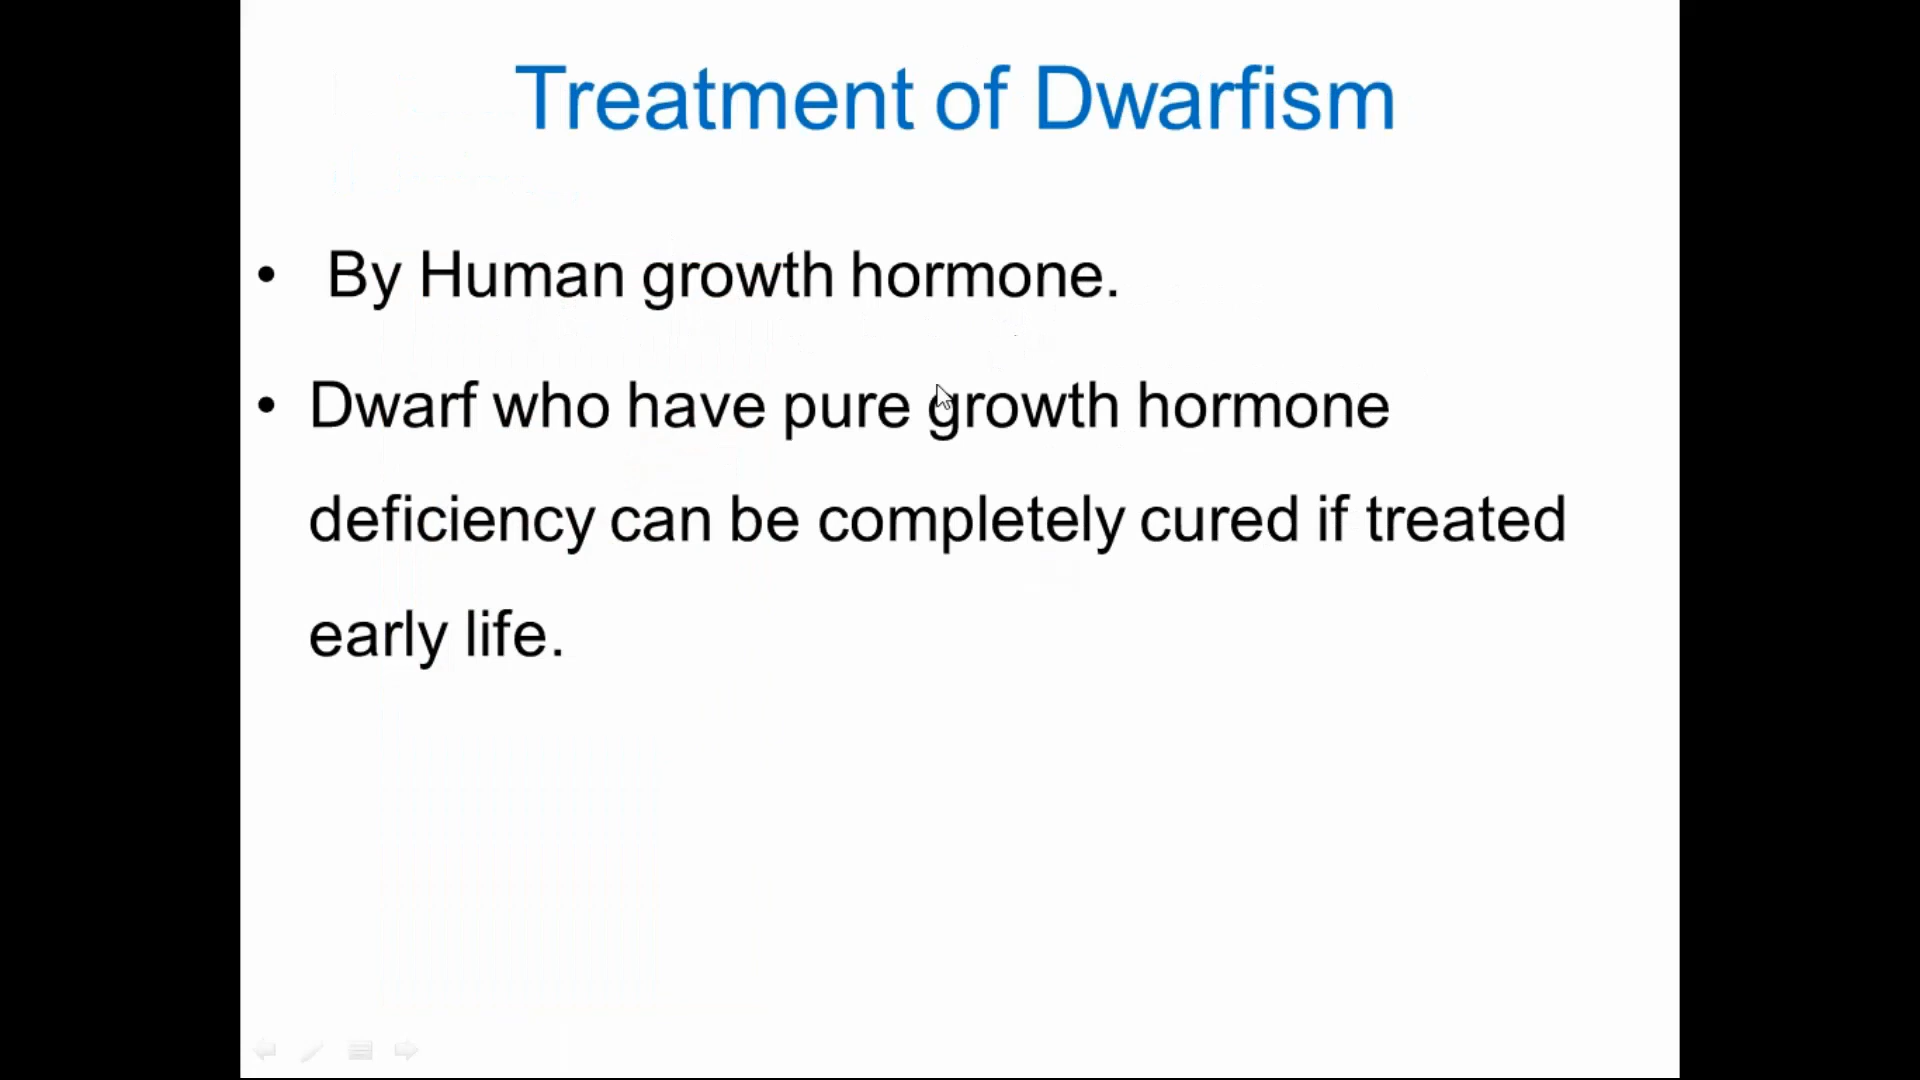 Treatment of Dwarfism
• By Human growth hormone.
• Dwarf who have pure growth hormone
deficiency can be completely cured if treated
early life.